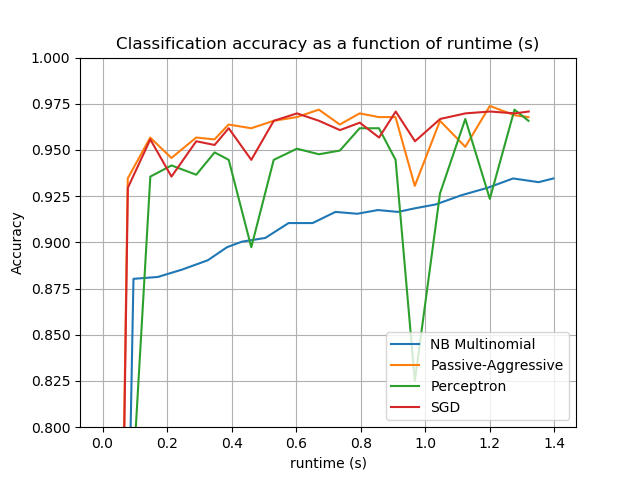 Classification accuracy as a function of runtime (s)
1.000
0.975
0.950
0.925
0.900
0.875
0.850
0.825
0.800
Accuracy
NB Multinomial
Passive-Aggressive
Perceptron
SGD
0.0 0.2 0.4 0.6 0.8 1.0 1.2 1.4
runtime (s)